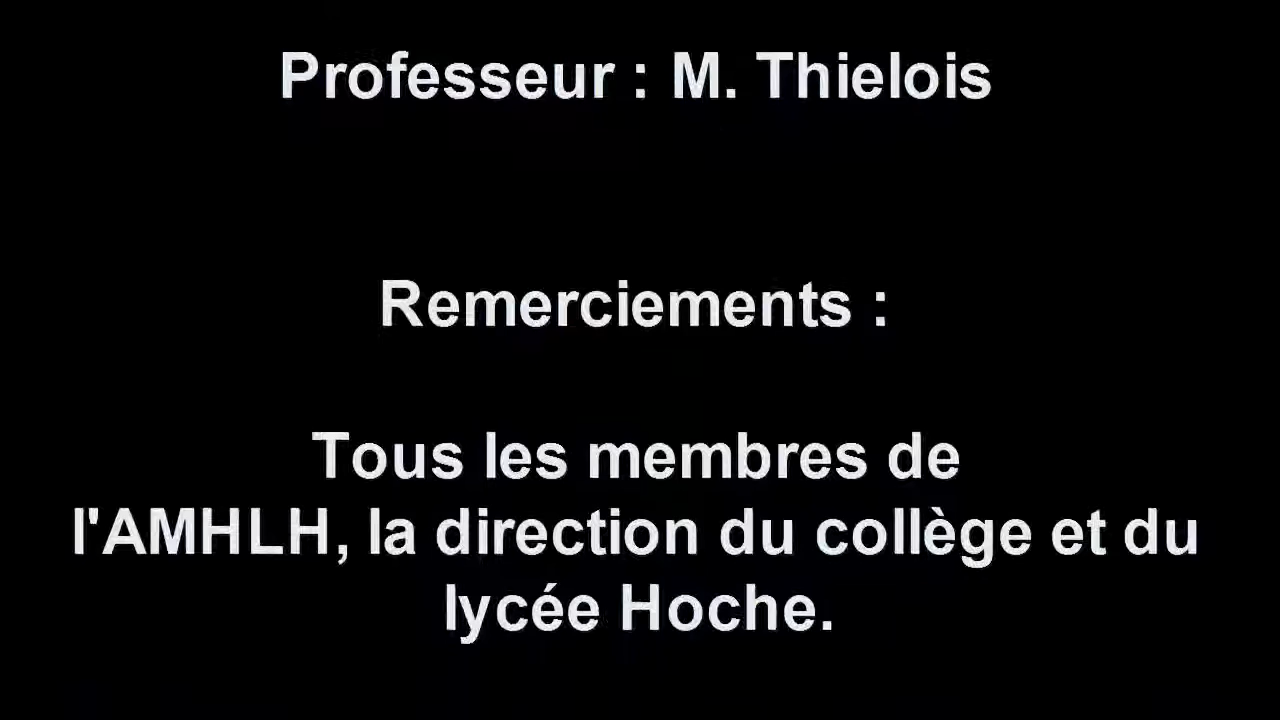 Professeur : M. Thielois
Remerciements :
Tous les membres de
l'AMHLH, la direction du collège et du
lycée Hoche.